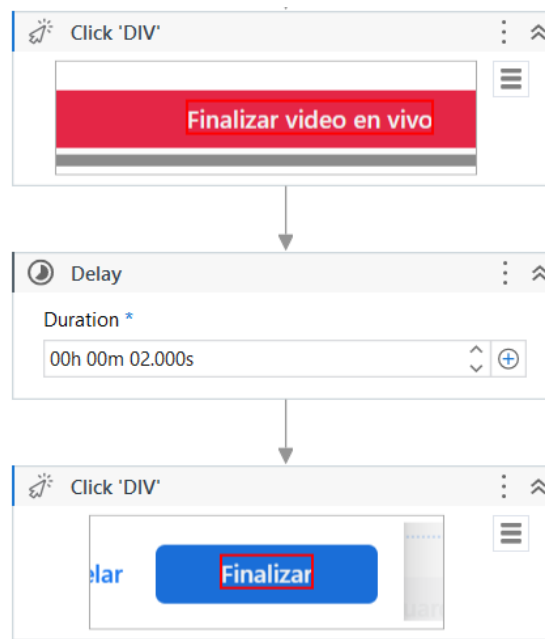 Click 'DIV'
Finalizar video en vivo
Delay
Duration *
00h 00m 02.000s
Click 'DIV'
elar
Finalizar